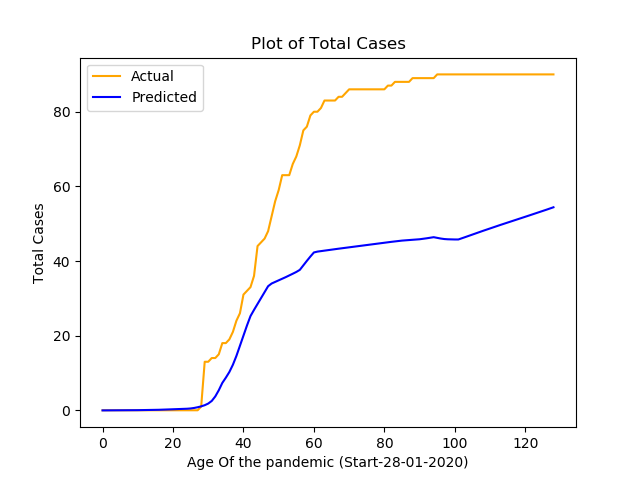 Plot of Total Cases
Actual
Predicted
80
60
40
20
0
Total Cases
0 20 40 60 80 100 120
Age Of the pandemic (Start-28-01-2020)